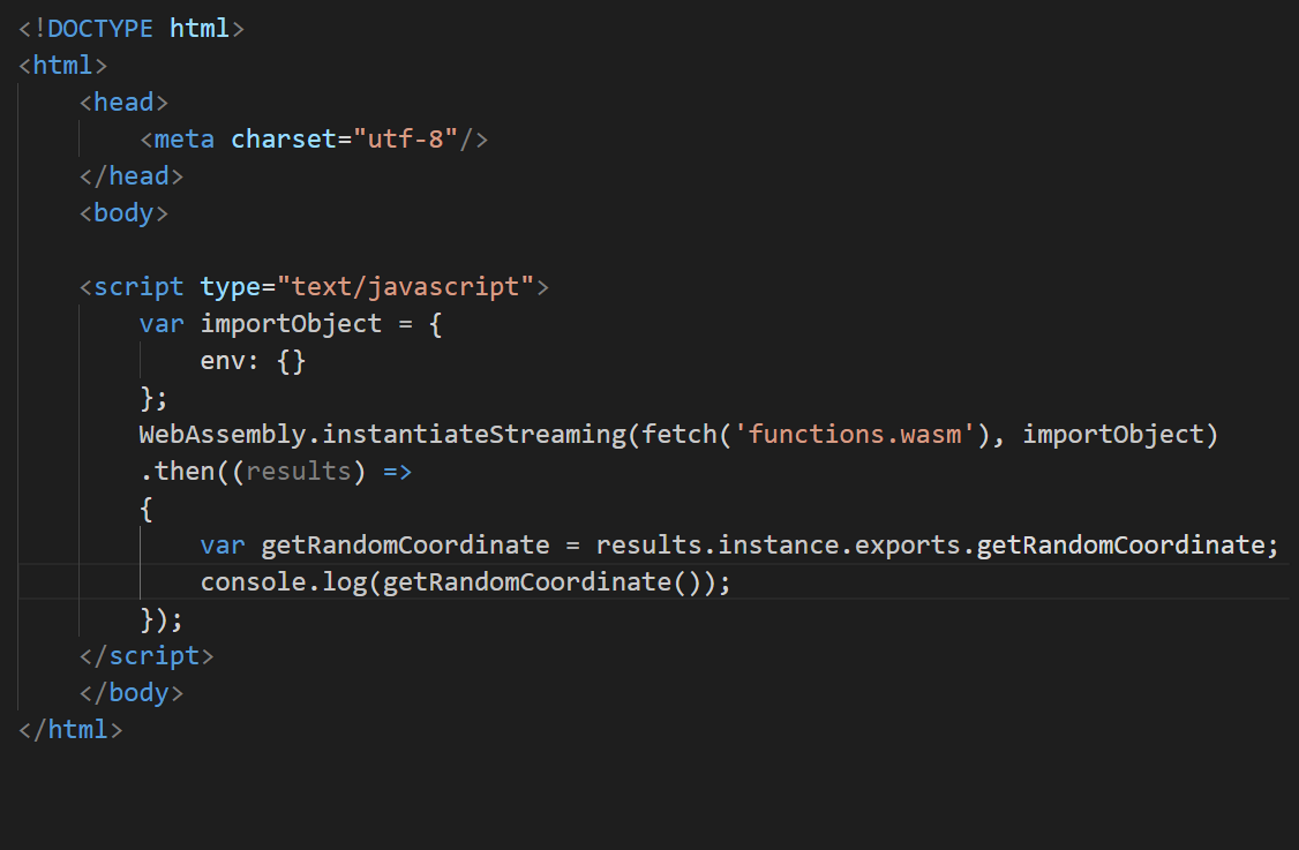 <!DOCTYPE html>
<html>
    <head>
        <meta charset="utf-8"/>
    </head>
    <body>

    <script type="text/javascript">
        var importObject = {
            env: {}
        };
        WebAssembly.instantiateStreaming(fetch('functions.wasm'), importObject)
        .then((results) =>
        {
            var getRandomCoordinate = results.instance.exports.getRandomCoordinate;
            console.log(getRandomCoordinate());
        });
    </script>
    </body>
</html>